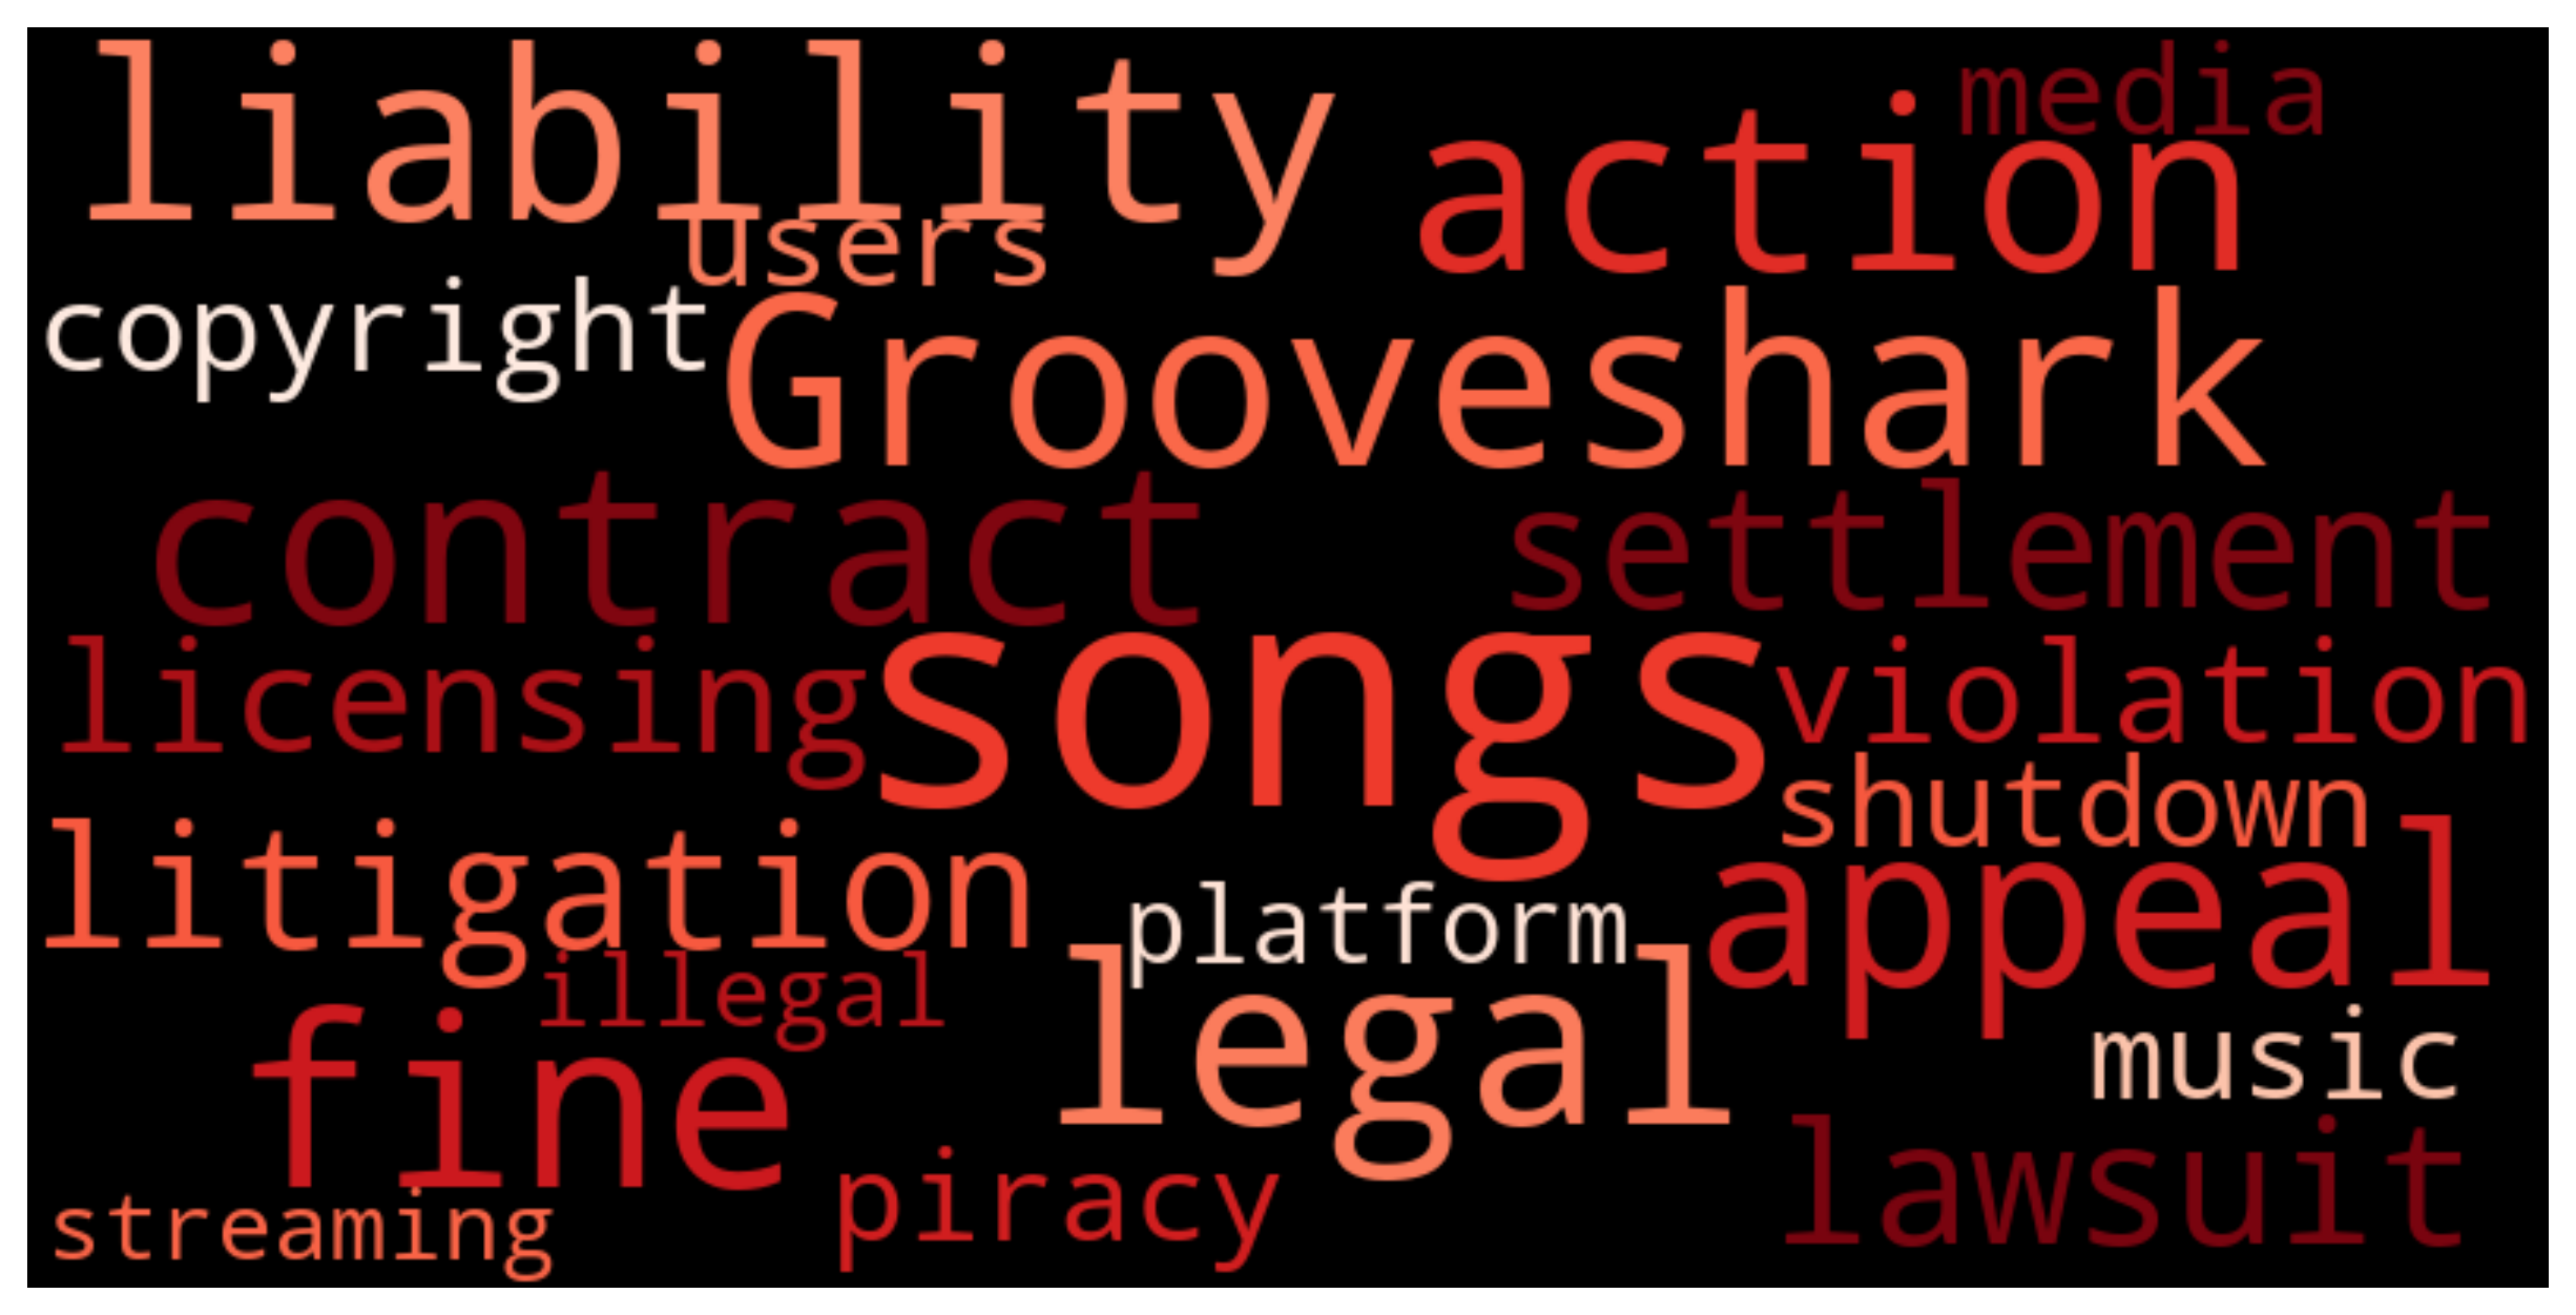 liability
media
action
users
copyright
Grooveshark
contract
settlement
licensing
songs
violation
shutdown
litigation
platform
appeal
illegal
fine
legal
music
piracy
lawsuit
streaming